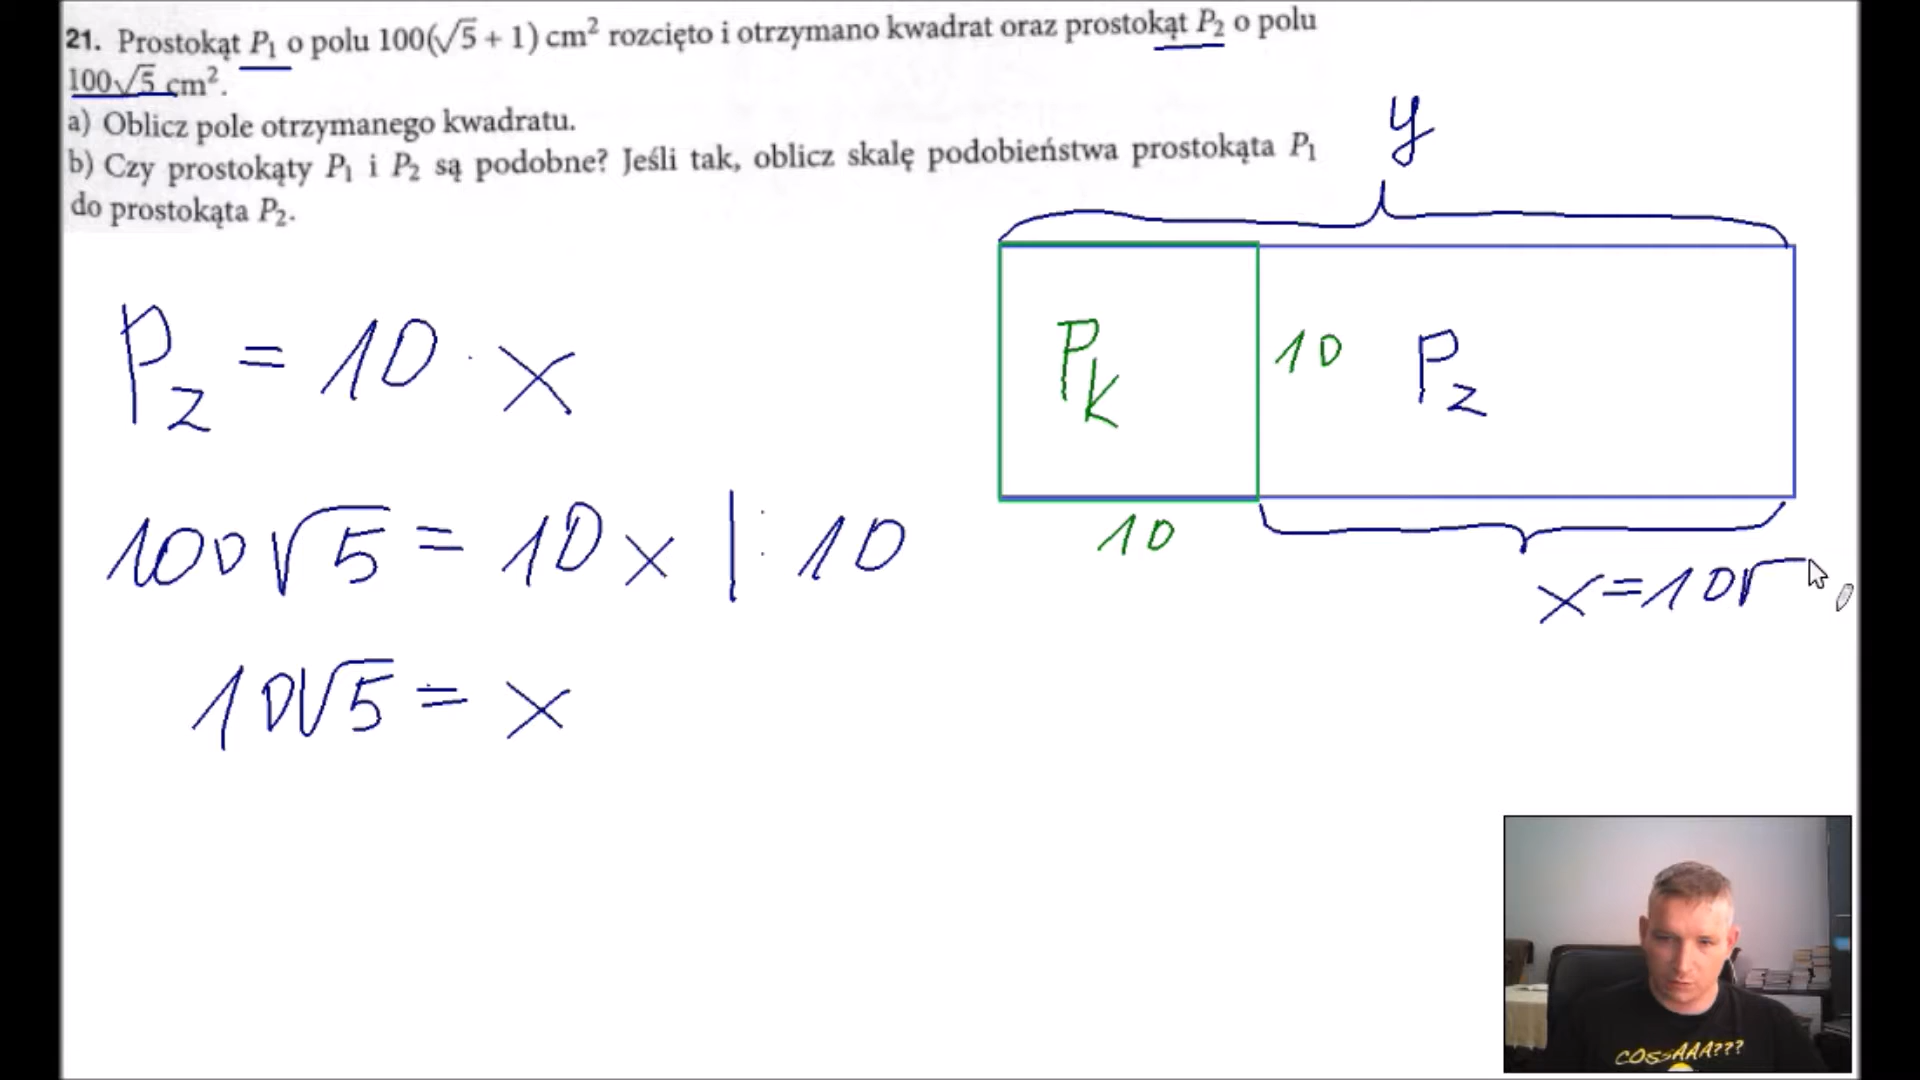 21. Prostokąt P₁ o polu 100(√5 + 1) cm² rozcięto i otrzymano kwadrat oraz prostokąt P₂ o polu
100√5 cm².
a) Oblicz pole otrzymanego kwadratu.
b) Czy prostokąty P₁ i P₂ są podobne? Jeśli tak, oblicz skalę podobieństwa prostokąta P₁
do prostokąta P₂.
y
P₂ = 10 · x
Pk 10 P₂
100√5 = 10x |:10
10
x=10√
10√5 = x
COSSAAA???